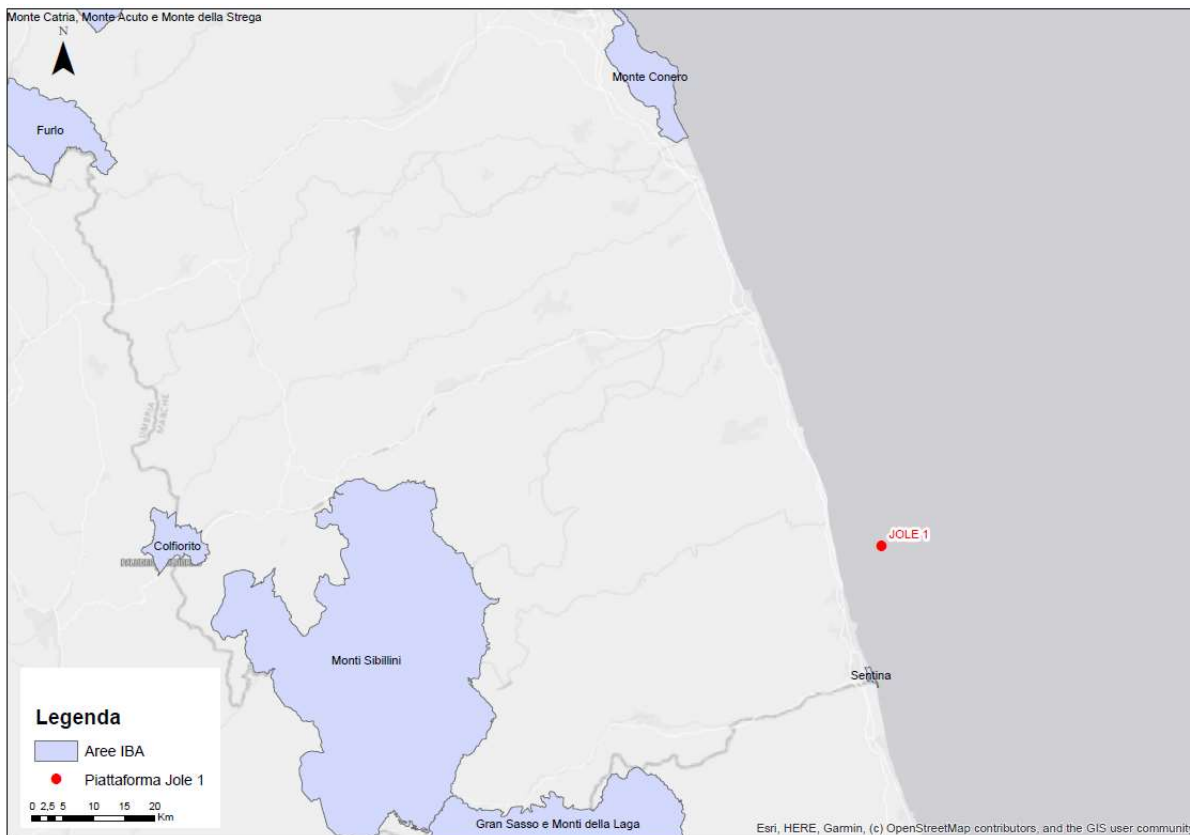 Monte Catria, Monte Acuto e Monte della Strega
N
Monte Conero
Furlo
UMBRIA
MARCHE
JOLE 1
Colfiorito
Monti Sibillini
Sentina
Legenda
Aree IBA
Piattaforma Jole 1
0 2,5 5 10 15 20
Km
Gran Sasso e Monti della Laga
Esri, HERE, Garmin, (c) OpenStreetMap contributors, and the GIS user community